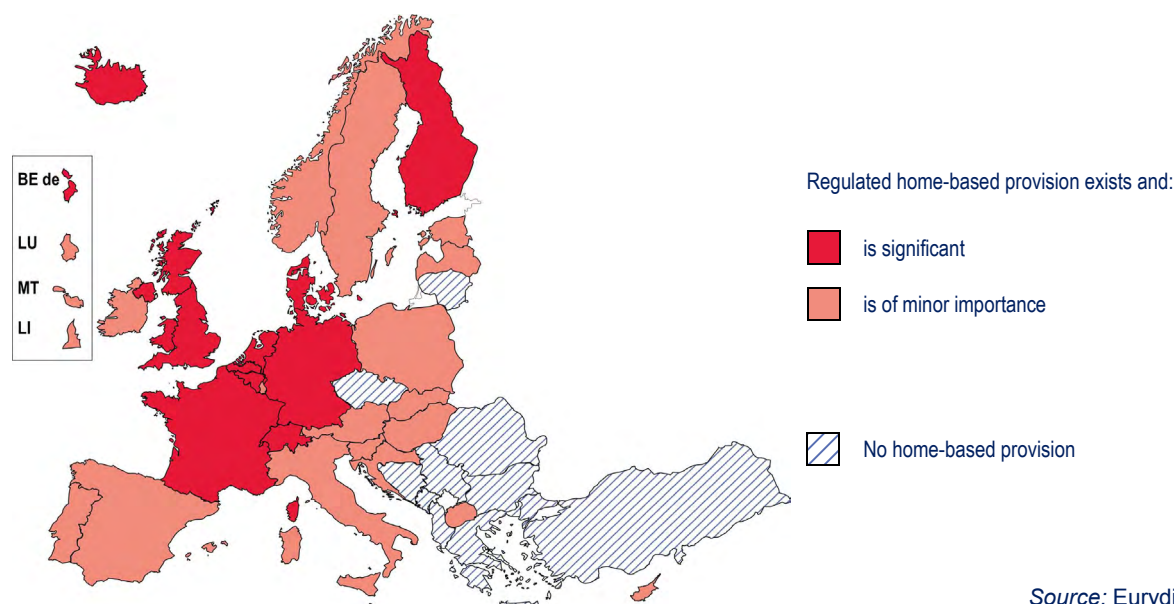 BE de
LU
MT
LI
Regulated home-based provision exists and:
is significant
is of minor importance
No home-based provision
Source: Eurydi